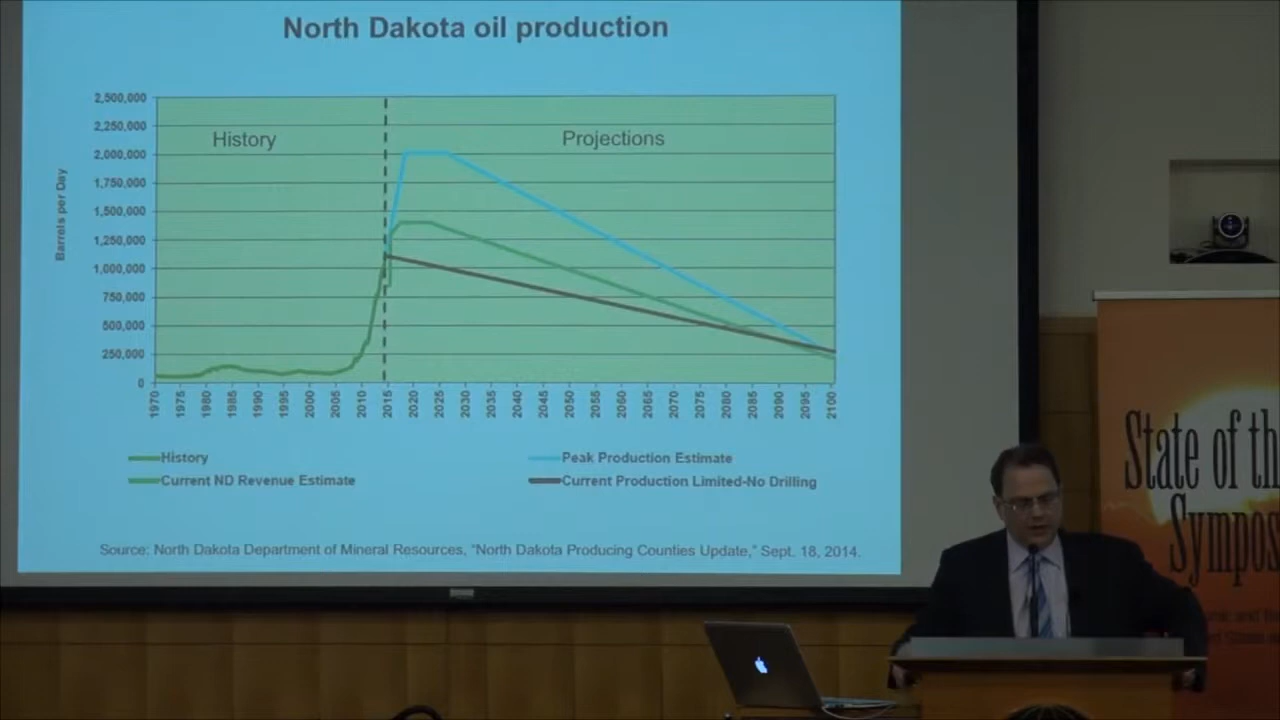 North Dakota oil production
2,500,000
2,250,000
2,000,000
1,750,000
1,500,000
1,250,000
1,000,000
750,000
500,000
250,000
0
Barrels per Day
History
Projections
1970 1975 1980 1985 1990 1995 2000 2005 2010 2015 2020 2025 2030 2035 2040 2045 2050 2055 2060 2065 2070 2075 2080 2085 2090 2095 2100
History
Peak Production Estimate
Current ND Revenue Estimate
Current Production Limited-No Drilling
Source: North Dakota Department of Mineral Resources, "North Dakota Producing Counties Update," Sept. 18, 2014.
State of th
Sympos